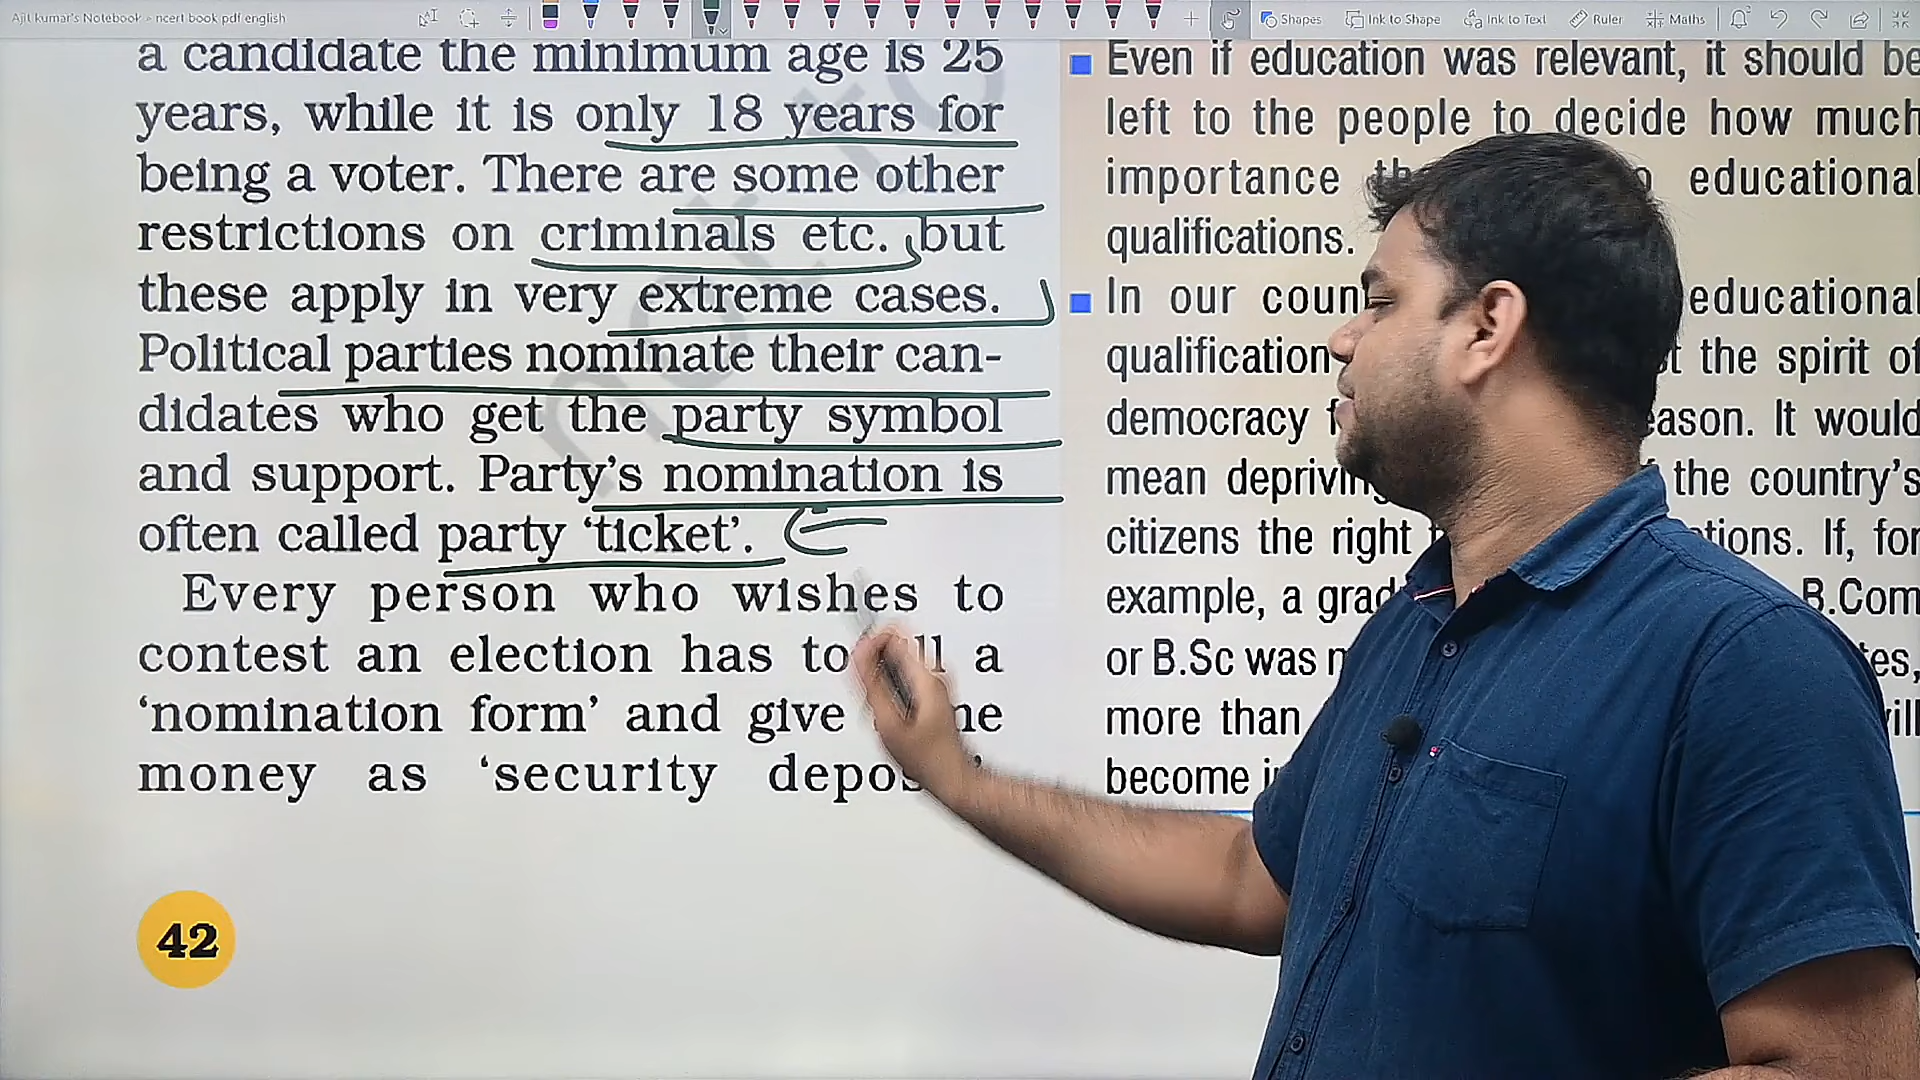 Ajit kumar's Notebook » ncert book pdf english
Shapes
Ink to Shape
Ink to Text
Ruler
Maths
a candidate the minimum age is 25
years, while it is only 18 years for
being a voter. There are some other
restrictions on criminals etc. but
these apply in very extreme cases.
Political parties nominate their can-
didates who get the party symbol
and support. Party's nomination is
often called party 'ticket'.
Every person who wishes to
contest an election has to a
'nomination form' and give
money as 'security
42
Even if education was relevant, it should be
left to the people to decide how much
importance educational
qualifications.
In our educational
qualification the spirit of
democracy It would
mean the country's
citizens the right If, for
example, a B.Com
or B.Sc was
more than
become